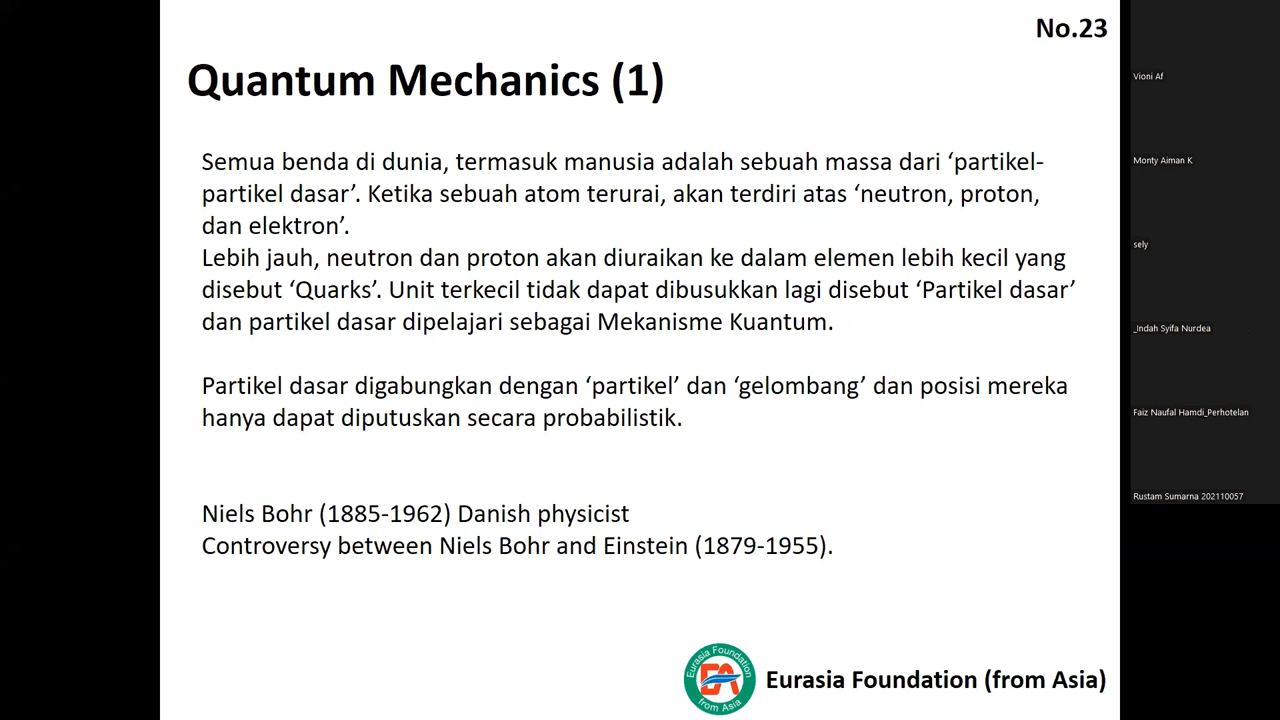 No.23
Quantum Mechanics (1)
Semua benda di dunia, termasuk manusia adalah sebuah massa dari ‘partikel-
partikel dasar’. Ketika sebuah atom terurai, akan terdiri atas ‘neutron, proton,
dan elektron’.
Lebih jauh, neutron dan proton akan diuraikan ke dalam elemen lebih kecil yang
disebut ‘Quarks’. Unit terkecil tidak dapat dibusukkan lagi disebut ‘Partikel dasar’
dan partikel dasar dipelajari sebagai Mekanisme Kuantum.
Partikel dasar digabungkan dengan ‘partikel’ dan ‘gelombang’ dan posisi mereka
hanya dapat diputuskan secara probabilistik.
Niels Bohr (1885-1962) Danish physicist
Controversy between Niels Bohr and Einstein (1879-1955).
Eurasia Foundation
from Asia
Eurasia Foundation (from Asia)
Vioni Af
Monty Aiman K
sely
_Indah Syifa Nurdea
Faiz Naufal Hamdi_Perhotelan
Rustam Sumarna 202110057